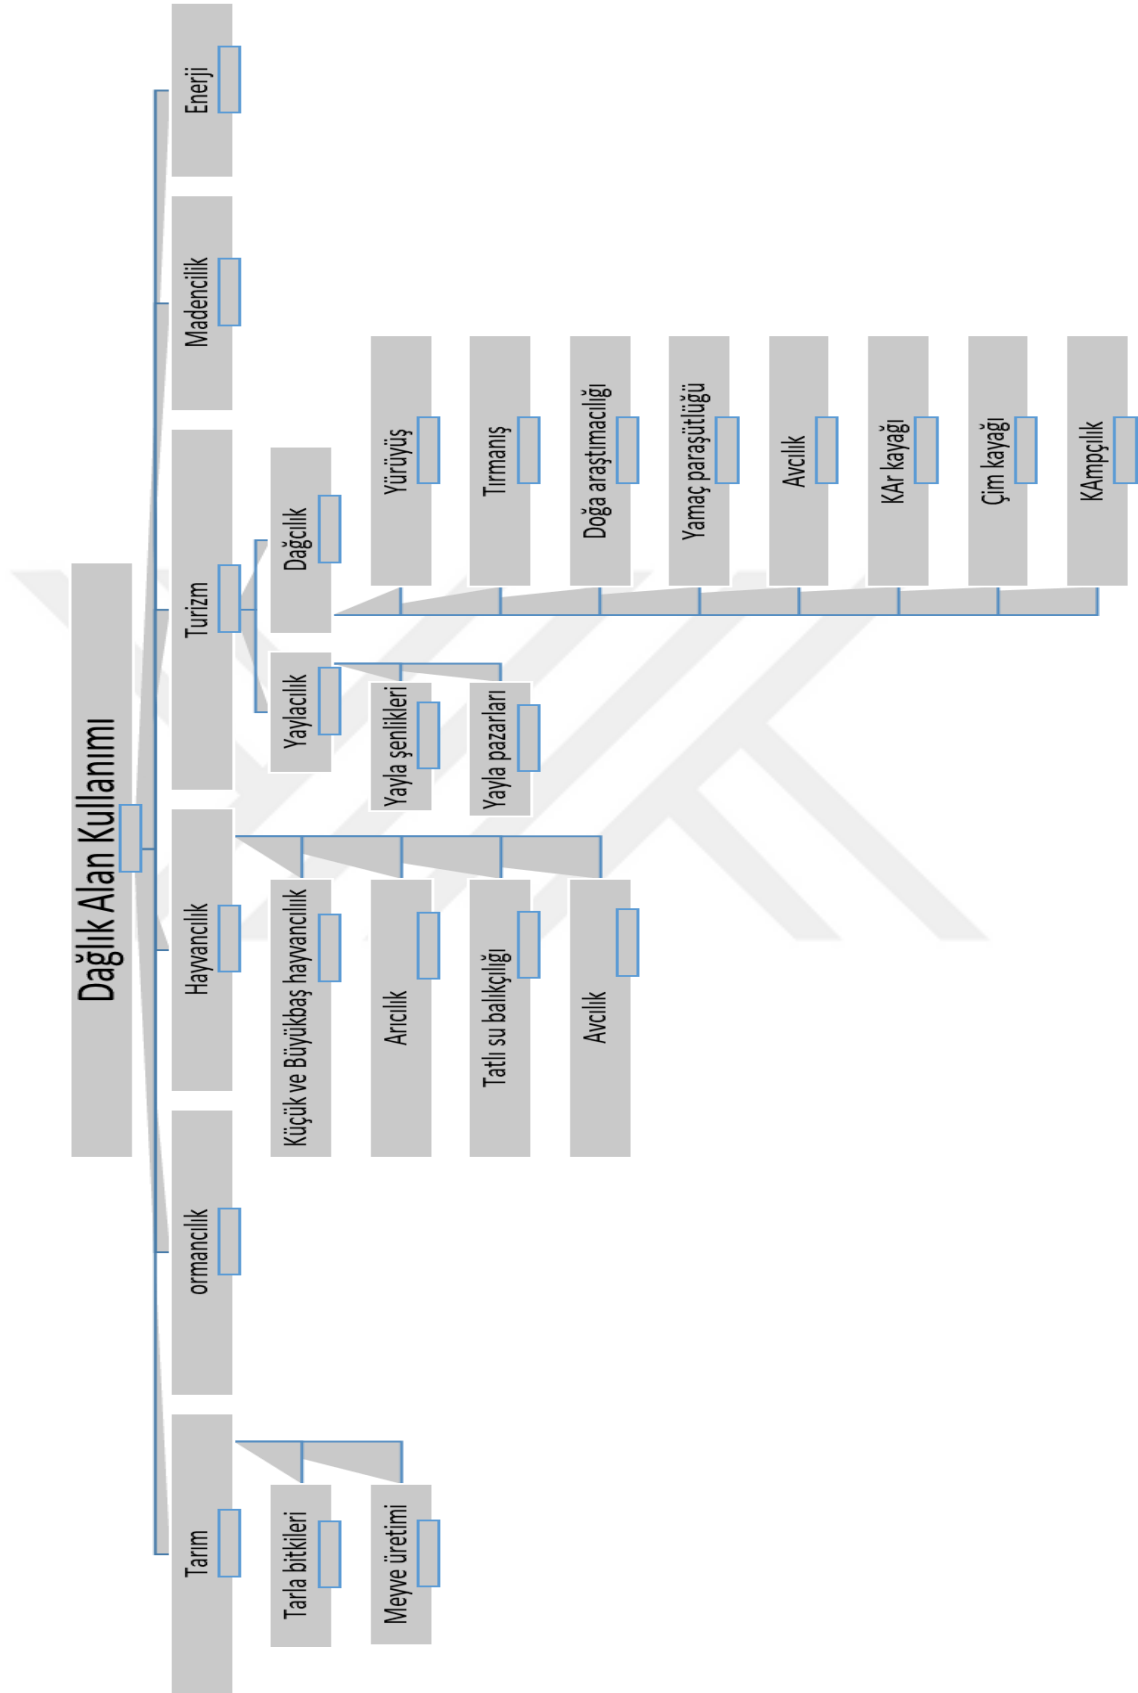 Dağlık Alan Kullanımı
Tarım
Tarla bitkileri
Meyve üretimi
ormancılık
Hayvancılık
Küçük ve Büyükbaş hayvancılıık
Arıcılık
Tatlı su balıkçılığı
Avcılık
Turizm
Yaylacılık
Yayla şenlikleri
Yayla pazarları
Dağcılık
Yürüyüş
Tırmanış
Doğa araştımacılığı
Yamaç paraşütlüğü
Avcılık
KAr kayağı
Çim kayağı
KAmpçılık
Madencilik
Enerji